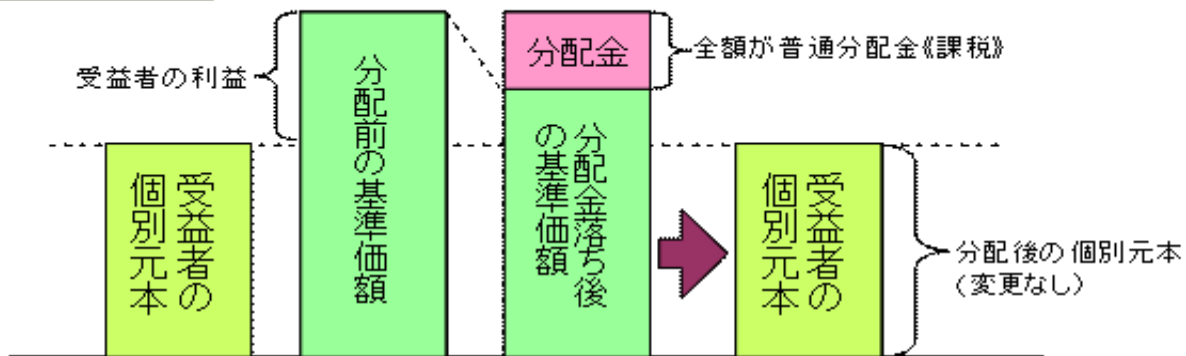 受益者の利益
分配前の基準価額
分配金
全額が普通分配金《課税》
受益者の
個別元本
分配金落ち後
の基準価額
受益者の
個別元本
分配後の個別元本
(変更なし)